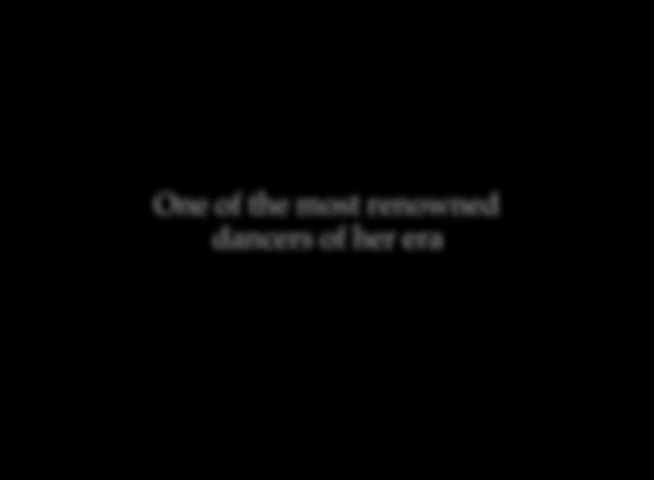 One of the most renowned
dancers of her era